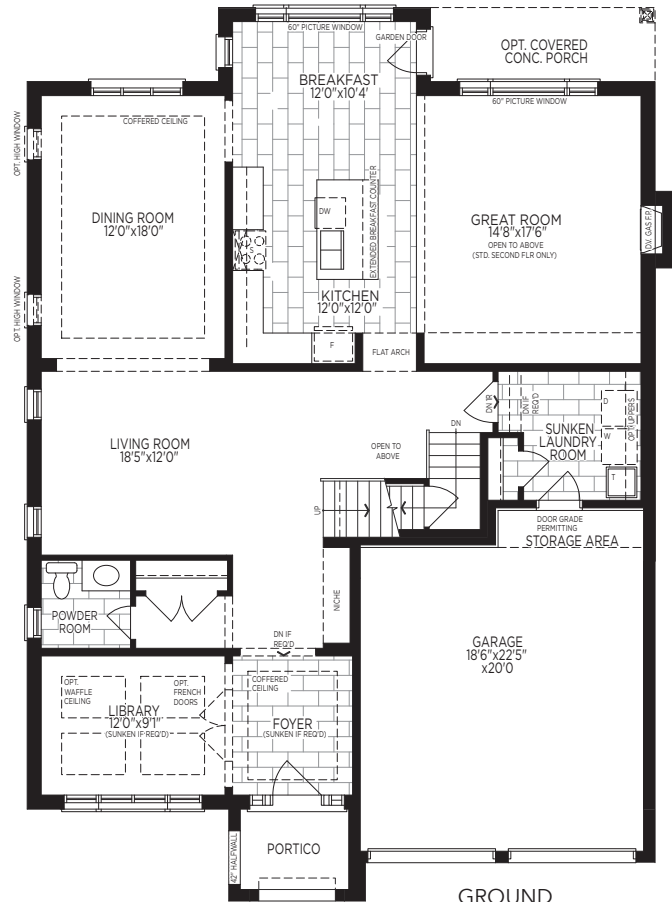 60" PICTURE WINDOW
GARDEN DOOR
OPT. COVERED
CONC. PORCH
BREAKFAST
12'0"x10'4'
60" PICTURE WINDOW
OPT. HIGH WINDOW
COFFERED CEILING
DINING ROOM
12'0"x18'0"
DW
EXTENDED BREAKFAST COUNTER
S
GREAT ROOM
14'8"x17'6"
OPEN TO ABOVE
(STD. SECOND FLR ONLY)
DV. GAS F.P.
OPT. HIGH WINDOW
KITCHEN
12'0"x12'0"
F
FLAT ARCH
LIVING ROOM
18'5"x12'0"
OPEN TO
ABOVE
DN
DN 1R
DN IF
REQ'D
D
W
T
OPT UPPERS
SUNKEN
LAUNDRY
ROOM
UP
DOOR GRADE
PERMITTING
STORAGE AREA
POWDER
ROOM
NICHE
DN IF
REQ'D
GARAGE
18'6"x22'5"
x20'0
OPT.
WAFFLE
CEILING
OPT.
FRENCH
DOORS
LIBRARY
12'0"x9'1"
(SUNKEN IF REQ'D)
COFFERED
CEILING
FOYER
(SUNKEN IF REQ'D)
42" HALFWALL
PORTICO
GROUND